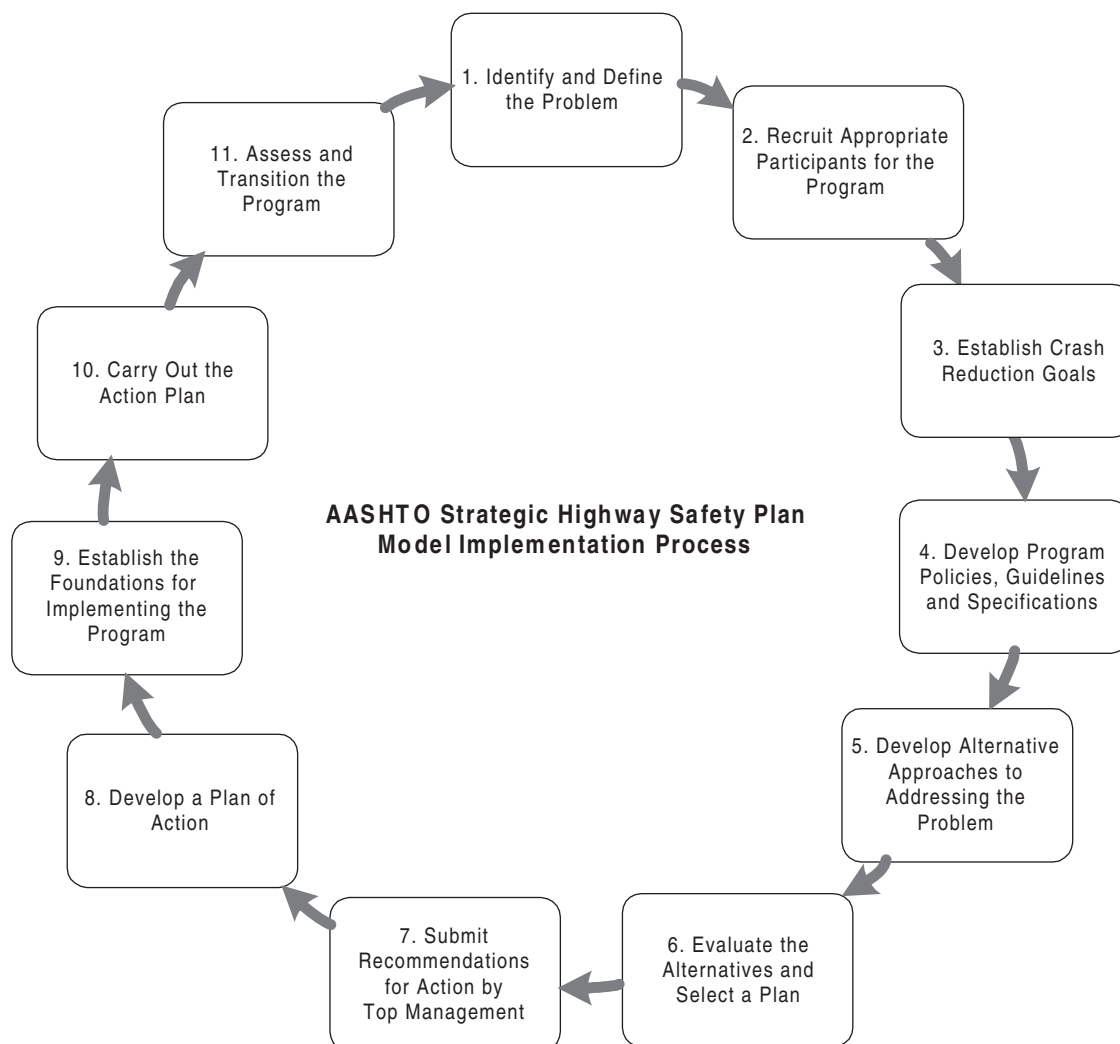 1. Identify and Define
the Problem
2. Recruit Appropriate
Participants for the
Program
3. Establish Crash
Reduction Goals
4. Develop Program
Policies, Guidelines
and Specifications
5. Develop Alternative
Approaches to
Addressing the
Problem
6. Evaluate the
Alternatives and
Select a Plan
7. Submit
Recommendations
for Action by
Top Management
8. Develop a Plan of
Action
9. Establish the
Foundations for
Implementing the
Program
10. Carry Out the
Action Plan
11. Assess and
Transition the
Program
AASHTO Strategic Highway Safety Plan
Model Implementation Process